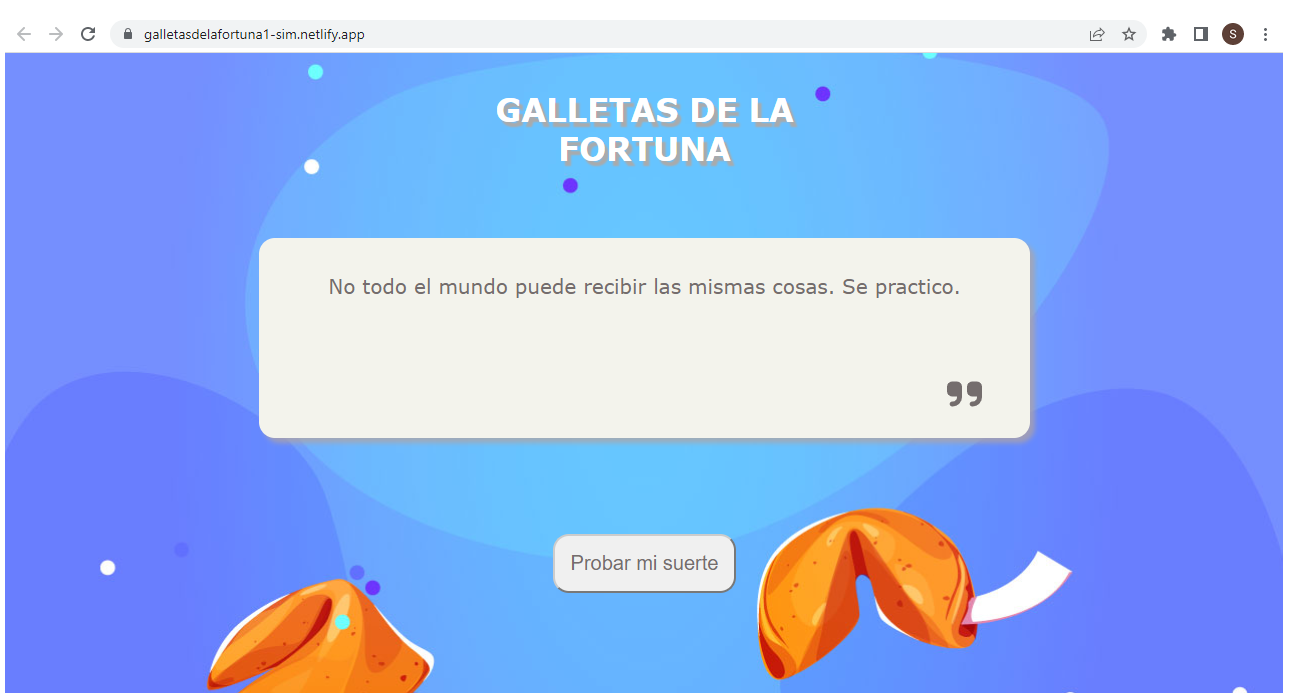 galletasdelafortuna1-sim.netlify.app
S
GALLETAS DE LA
FORTUNA
No todo el mundo puede recibir las mismas cosas. Se practico.
”
Probar mi suerte